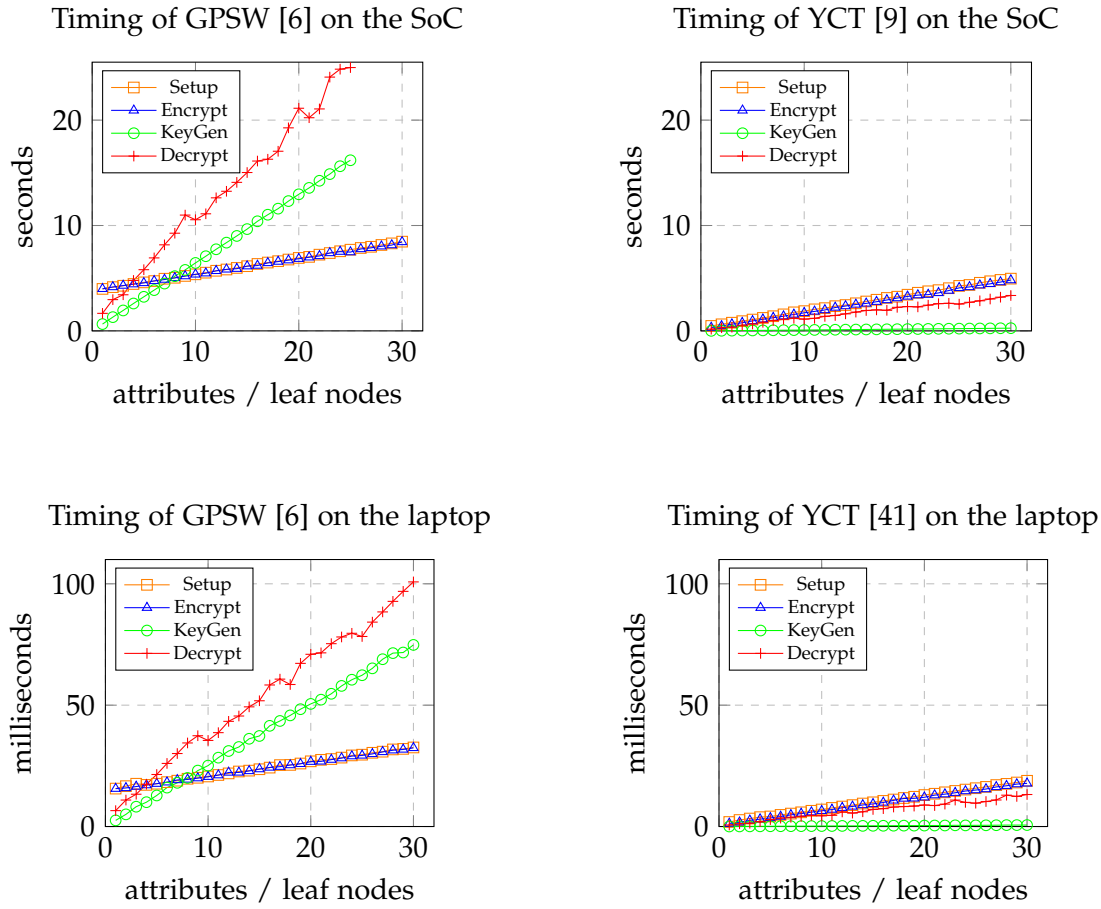 Timing of GPSW [6] on the SoC
Setup
Encrypt
KeyGen
Decrypt
20
10
0
seconds
0
10
20
30
attributes / leaf nodes
Timing of YCT [9] on the SoC
Setup
Encrypt
KeyGen
Decrypt
20
10
0
seconds
0
10
20
30
attributes / leaf nodes
Timing of GPSW [6] on the laptop
Setup
Encrypt
KeyGen
Decrypt
100
50
0
milliseconds
0
10
20
30
attributes / leaf nodes
Timing of YCT [41] on the laptop
Setup
Encrypt
KeyGen
Decrypt
100
50
0
milliseconds
0
10
20
30
attributes / leaf nodes